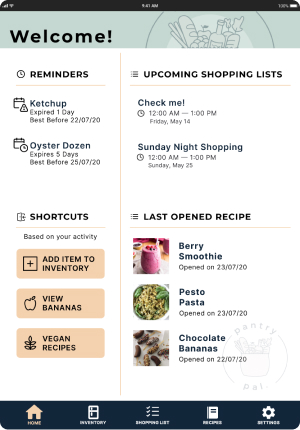 9:41 AM
100%
Welcome!
REMINDERS
Ketchup
Expired 1 Day
Best Before 22/07/20
Oyster Dozen
Expires 5 Days
Best Before 25/07/20
UPCOMING SHOPPING LISTS
Check me!
12:00 AM — 1:00 PM
Friday, May 14
Sunday Night Shopping
12:00 AM — 1:00 PM
Sunday, May 25
SHORTCUTS
Based on your activity
ADD ITEM TO
INVENTORY
VIEW
BANANAS
VEGAN
RECIPES
LAST OPENED RECIPE
Berry
Smoothie
Opened on 23/07/20
Pesto
Pasta
Opened on 23/07/20
Chocolate
Bananas
Opened on 22/07/20
pantry
pal.
HOME
INVENTORY
SHOPPING LIST
RECIPES
SETTINGS